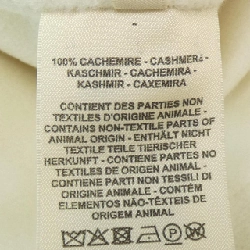 100% CACHEMIRE - CASHMERE -
KASCHMIR - CACHEMIRA -
KASHMIR - CAXEMIRA
CONTIENT DES PARTIES NON
TEXTILES D'ORIGINE ANIMALE -
CONTAINS NON-TEXTILE PARTS OF
ANIMAL ORIGIN - ENTHÄLT NICHT
TEXTILE TEILE TIERISCHER
HERKUNFT - CONTIENE PARTES NO
TEXTILES DE ORIGEN ANIMAL -
CONTIENE PARTI NON TESSILI DI
ORIGINE ANIMALE - CONTÉM
ELEMENTOS NÃO-TÊXTEIS DE
ORIGEM ANIMAL